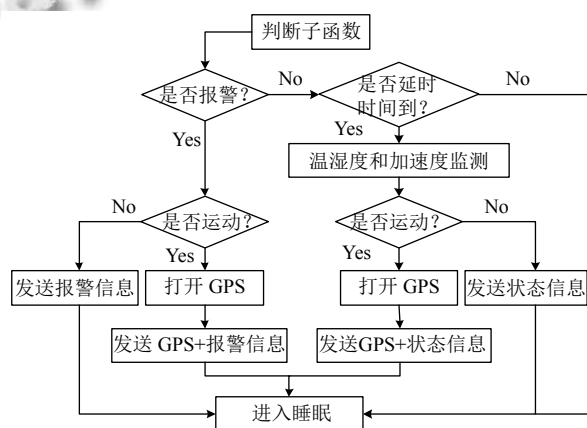 判断子函数
是否报警?
No
是否延时
时间到?
No
Yes
Yes
温湿度和加速度监测
No
是否运动?
是否运动?
No
Yes
Yes
发送报警信息
打开 GPS
打开 GPS
发送状态信息
发送 GPS+报警信息
发送GPS+状态信息
进入睡眠